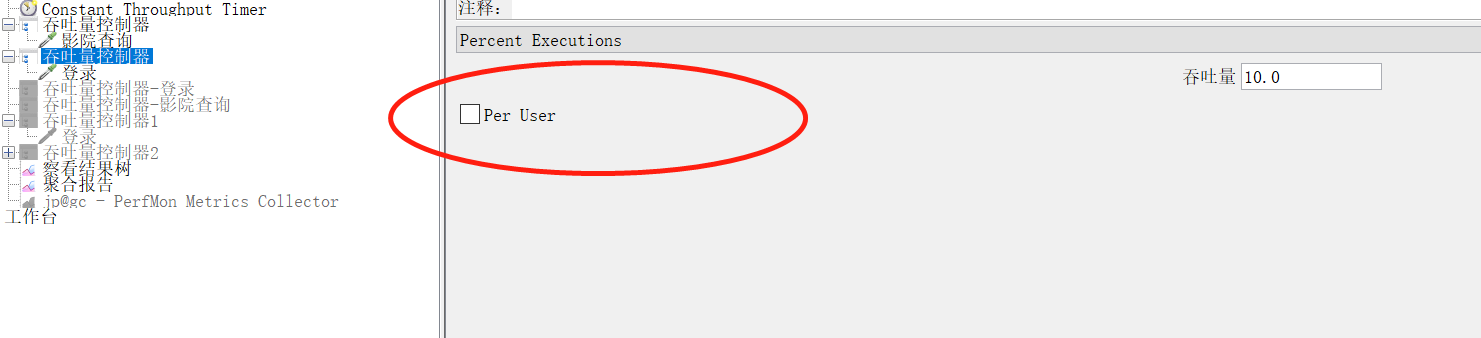 Constant Throughput Timer
吞吐量控制器
影院查询
吞吐量控制器
登录
吞吐量控制器-登录
吞吐量控制器-影院查询
吞吐量控制器1
登录
吞吐量控制器2
察看结果树
聚合报告
jp@gc - PerfMon Metrics Collector
工作台
注释：
Percent Executions
吞吐量 10.0
Per User